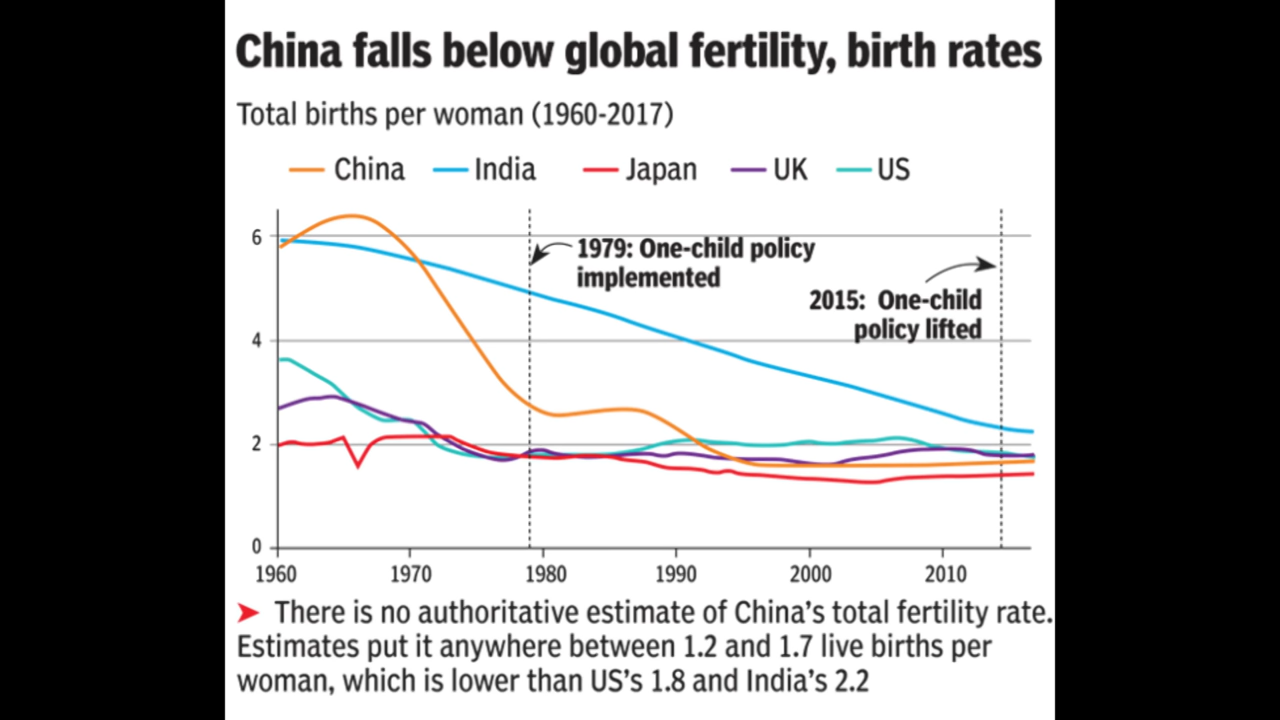 China falls below global fertility, birth rates
Total births per woman (1960-2017)
China India Japan UK US
6
1979: One-child policy
implemented
2015: One-child
policy lifted
4
2
0
1960 1970 1980 1990 2000 2010
➤ There is no authoritative estimate of China's total fertility rate.
Estimates put it anywhere between 1.2 and 1.7 live births per
woman, which is lower than US's 1.8 and India's 2.2